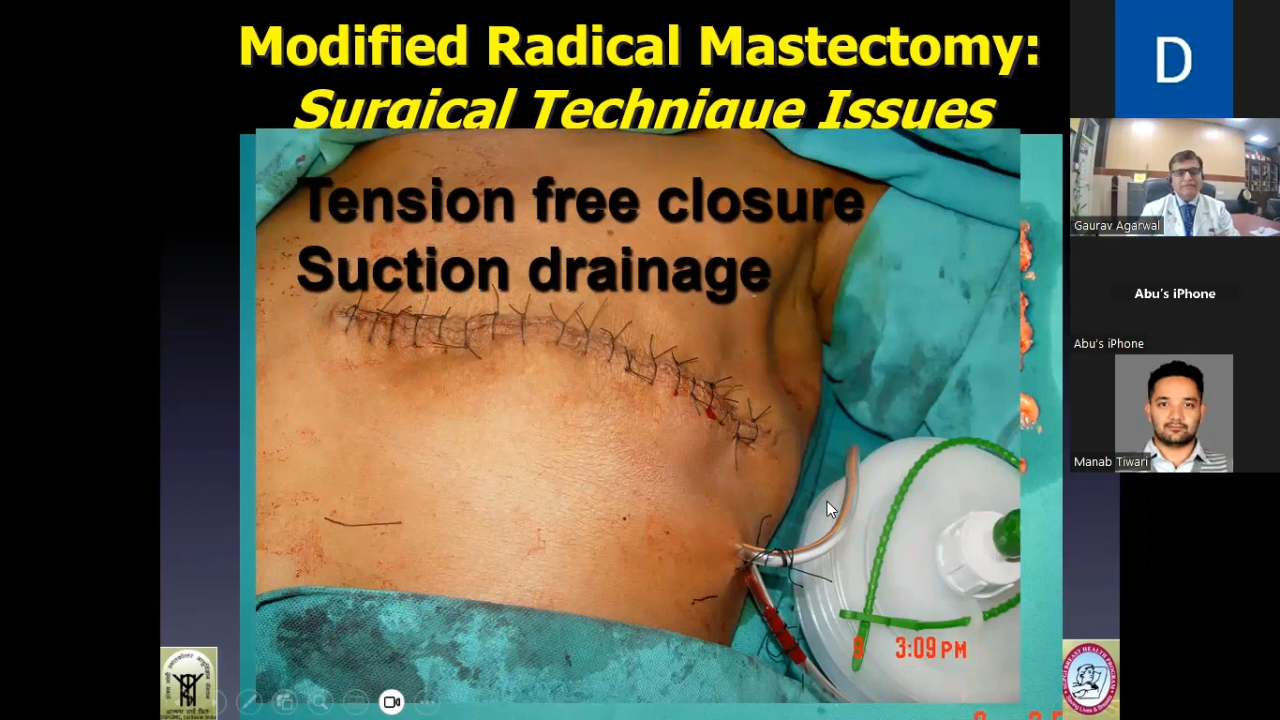 Modified Radical Mastectomy:
Surgical Technique Issues
Tension free closure
Suction drainage
9 3:09 PM
D
Gaurav Agarwal
Abu's iPhone
Abu's iPhone
Manab Tiwari